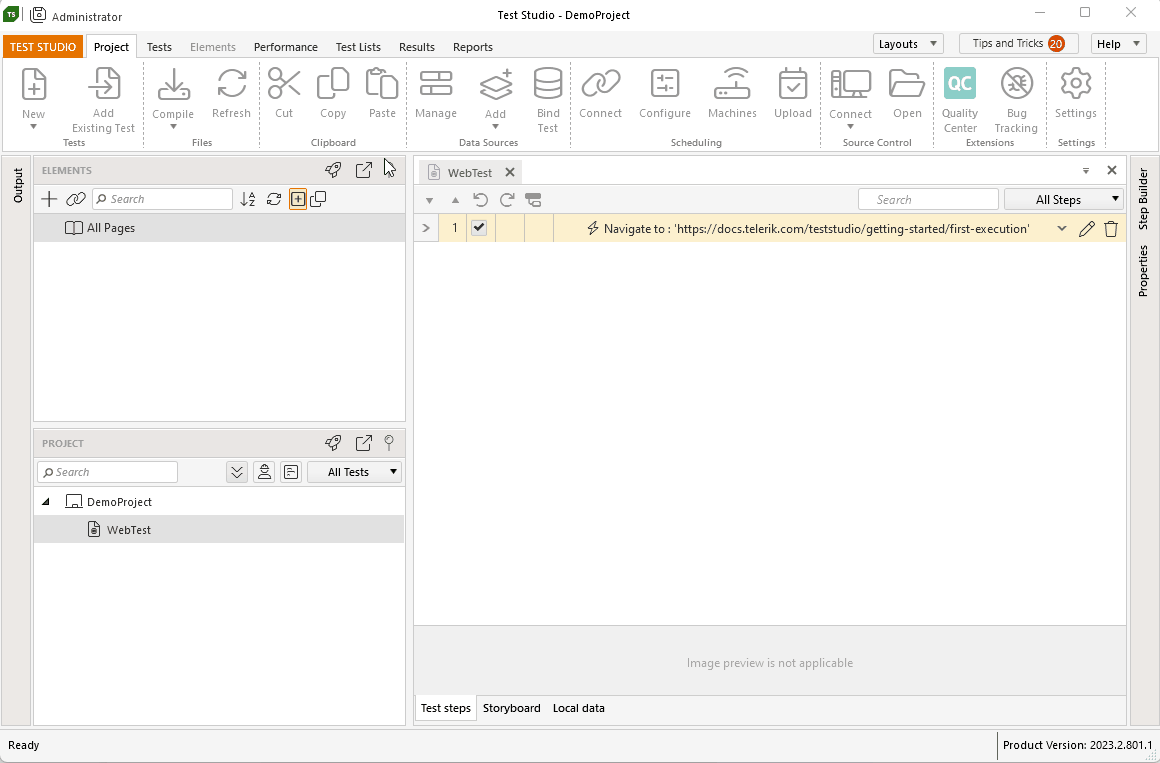 TS
Administrator
Test Studio - DemoProject
TEST STUDIO Project Tests Elements Performance Test Lists Results Reports
Layouts Tips and Tricks 20 Help
New Add Existing Test Tests
Compile Refresh Files
Cut Copy Paste Clipboard
Manage Add Bind Test Data Sources
Connect Configure Machines Upload Scheduling
Connect Open Source Control
QC Quality Center Bug Tracking Extensions
Settings Settings
Output
ELEMENTS
Search
All Pages
PROJECT
Search All Tests
DemoProject
WebTest
WebTest
Search All Steps
1 Navigate to : 'https://docs.telerik.com/teststudio/getting-started/first-execution'
Image preview is not applicable
Test steps Storyboard Local data
Step Builder
Properties
Ready
Product Version: 2023.2.801.1